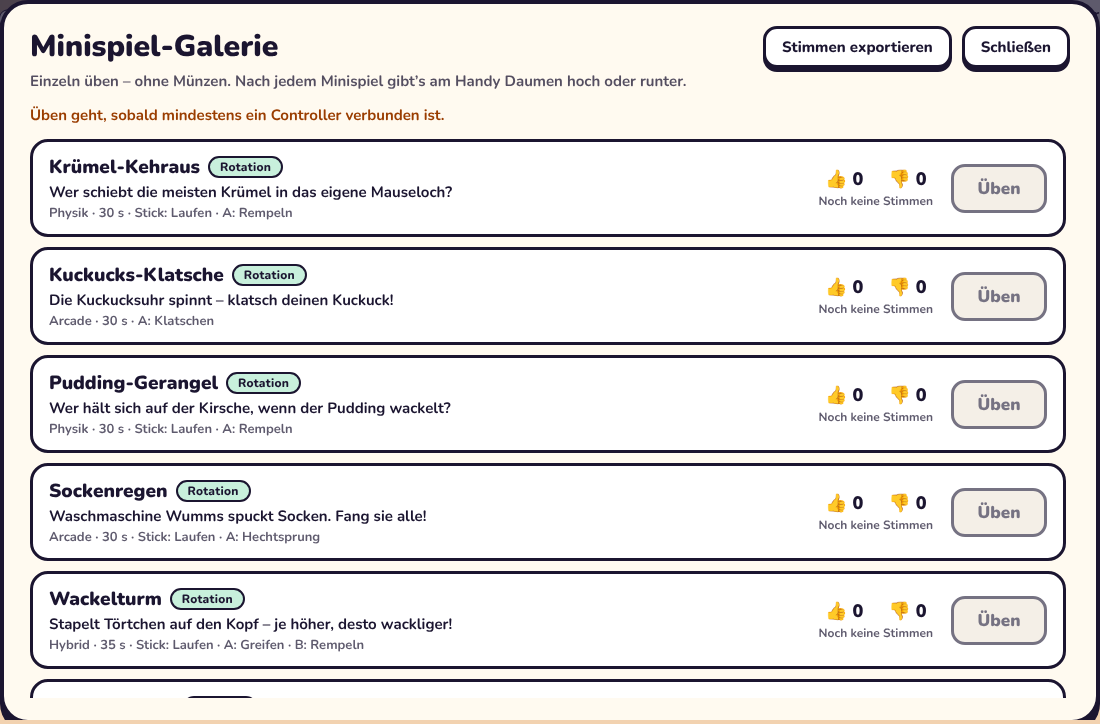 Minispiel-Galerie
Stimmen exportieren
Schließen
Einzeln üben – ohne Münzen. Nach jedem Minispiel gibt's am Handy Daumen hoch oder runter.
Üben geht, sobald mindestens ein Controller verbunden ist.
Krümel-Kehraus Rotation
Wer schiebt die meisten Krümel in das eigene Mauseloch?
Physik · 30 s · Stick: Laufen · A: Rempeln
👍 0 👎 0
Noch keine Stimmen
Üben
Kuckucks-Klatsche Rotation
Die Kuckucksuhr spinnt – klatsch deinen Kuckuck!
Arcade · 30 s · A: Klatschen
👍 0 👎 0
Noch keine Stimmen
Üben
Pudding-Gerangel Rotation
Wer hält sich auf der Kirsche, wenn der Pudding wackelt?
Physik · 30 s · Stick: Laufen · A: Rempeln
👍 0 👎 0
Noch keine Stimmen
Üben
Sockenregen Rotation
Waschmaschine Wumms spuckt Socken. Fang sie alle!
Arcade · 30 s · Stick: Laufen · A: Hechtsprung
👍 0 👎 0
Noch keine Stimmen
Üben
Wackelturm Rotation
Stapelt Törtchen auf den Kopf – je höher, desto wackliger!
Hybrid · 35 s · Stick: Laufen · A: Greifen · B: Rempeln
👍 0 👎 0
Noch keine Stimmen
Üben